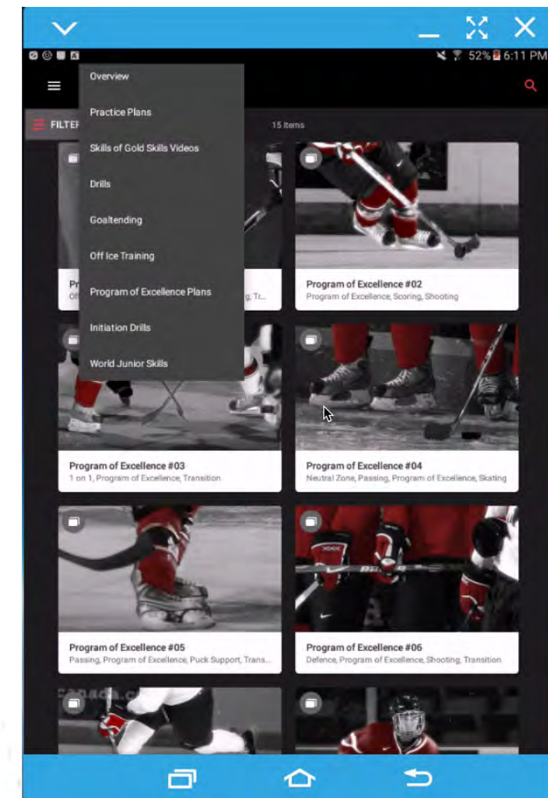 52% 6:11 PM
Overview
Practice Plans
Skills of Gold Skills Videos
Drills
Goaltending
Off Ice Training
Program of Excellence Plans
Initiation Drills
World Junior Skills
FILTER
15 Items
Program of Excellence #02
Program of Excellence, Scoring, Shooting
Program of Excellence #03
1 on 1, Program of Excellence, Transition
Program of Excellence #04
Neutral Zone, Passing, Program of Excellence, Skating
Program of Excellence #05
Passing, Program of Excellence, Puck Support, Trans...
Program of Excellence #06
Defence, Program of Excellence, Shooting, Transition